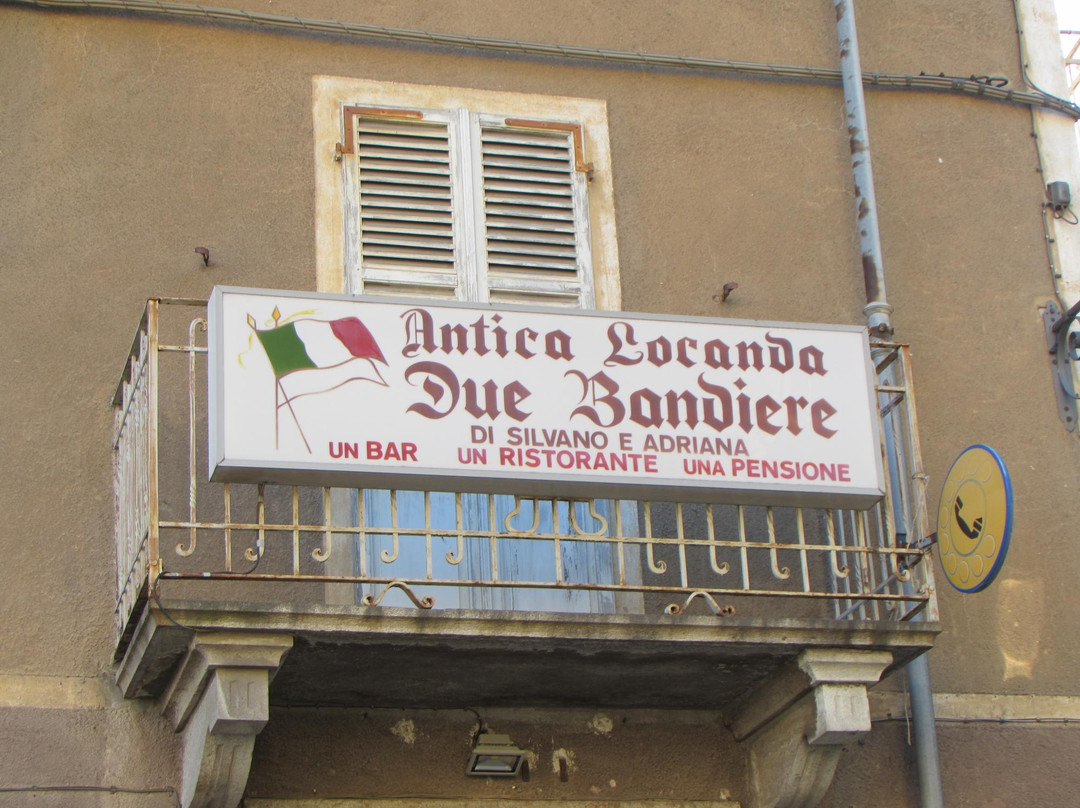 Antica Locanda
Due Bandiere
DI SILVANO E ADRIANA
UN BAR UN RISTORANTE UNA PENSIONE